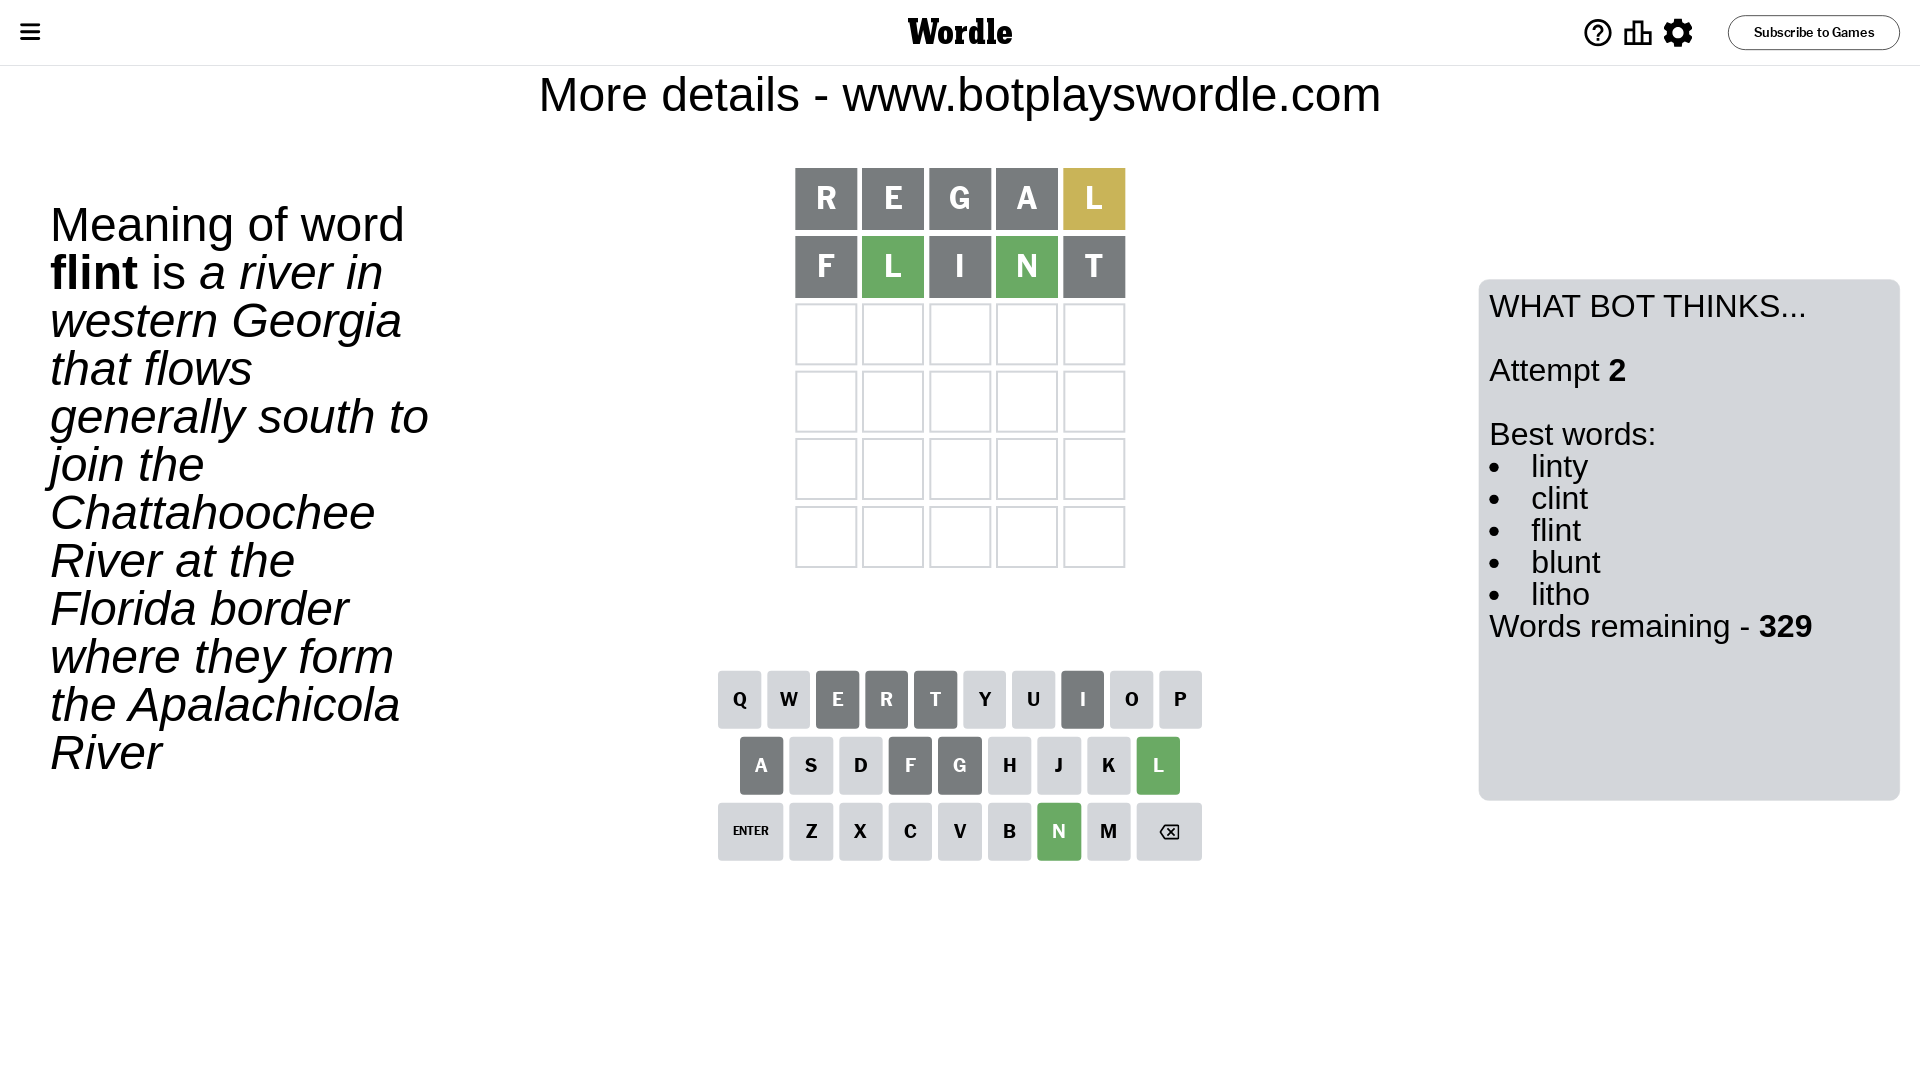 Wordle
Subscribe to Games
More details - www.botplayswordle.com
Meaning of word
flint is a river in
western Georgia
that flows
generally south to
join the
Chattahoochee
River at the
Florida border
where they form
the Apalachicola
River
R E G A L
F L I N T
WHAT BOT THINKS...
Attempt 2
Best words:
• linty
• clint
• flint
• blunt
• litho
Words remaining - 329
Q W E R T Y U I O P
A S D F G H J K L
ENTER Z X C V B N M